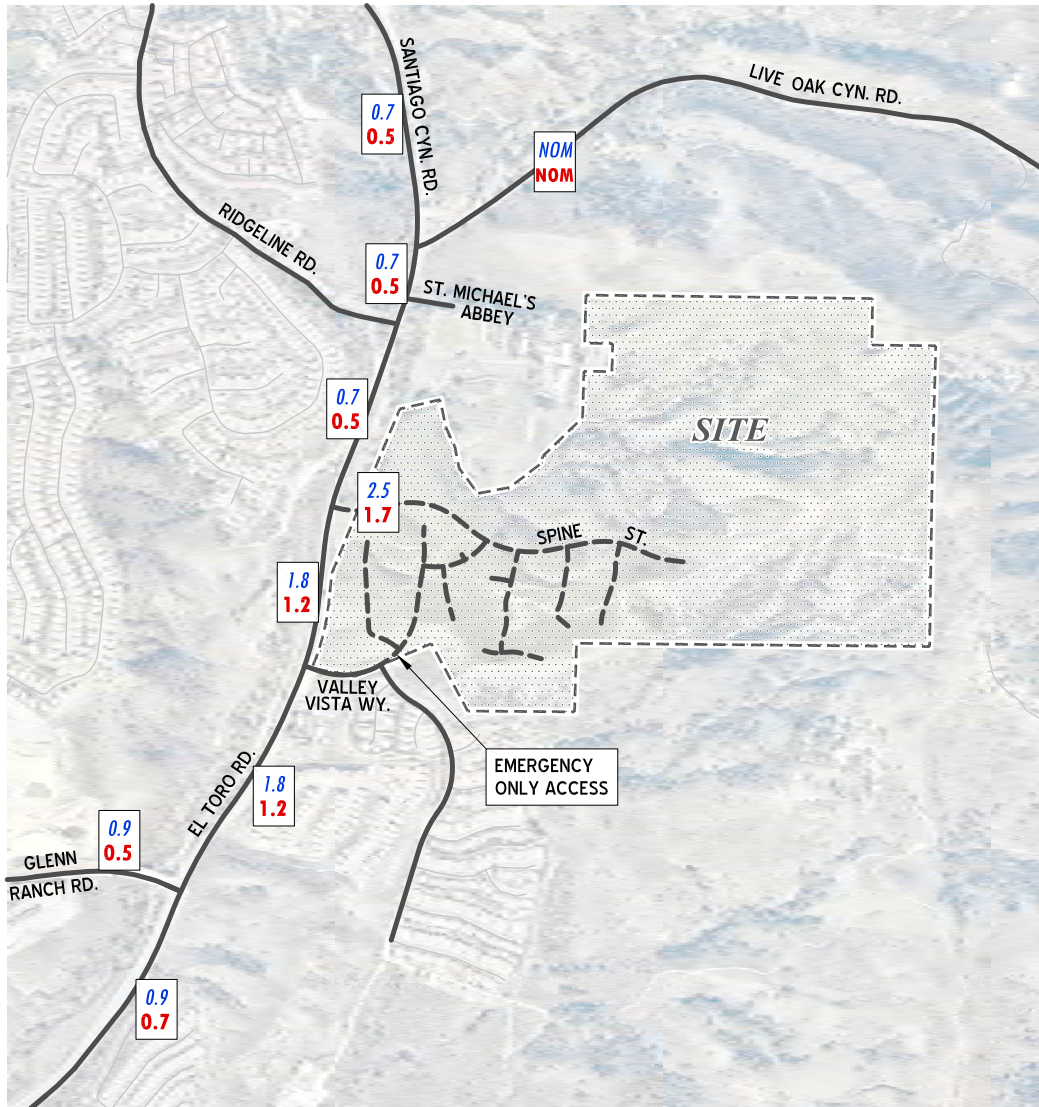 SANTIAGO CYN. RD.
LIVE OAK CYN. RD.
0.7
0.5
NOM
NOM
RIDGELINE RD.
0.7
0.5
ST. MICHAEL'S
ABBEY
0.7
0.5
SITE
2.5
1.7
SPINE ST.
1.8
1.2
VALLEY
VISTA WY.
EMERGENCY
ONLY ACCESS
EL TORO RD.
1.8
1.2
0.9
0.5
GLENN
RANCH RD.
0.9
0.7